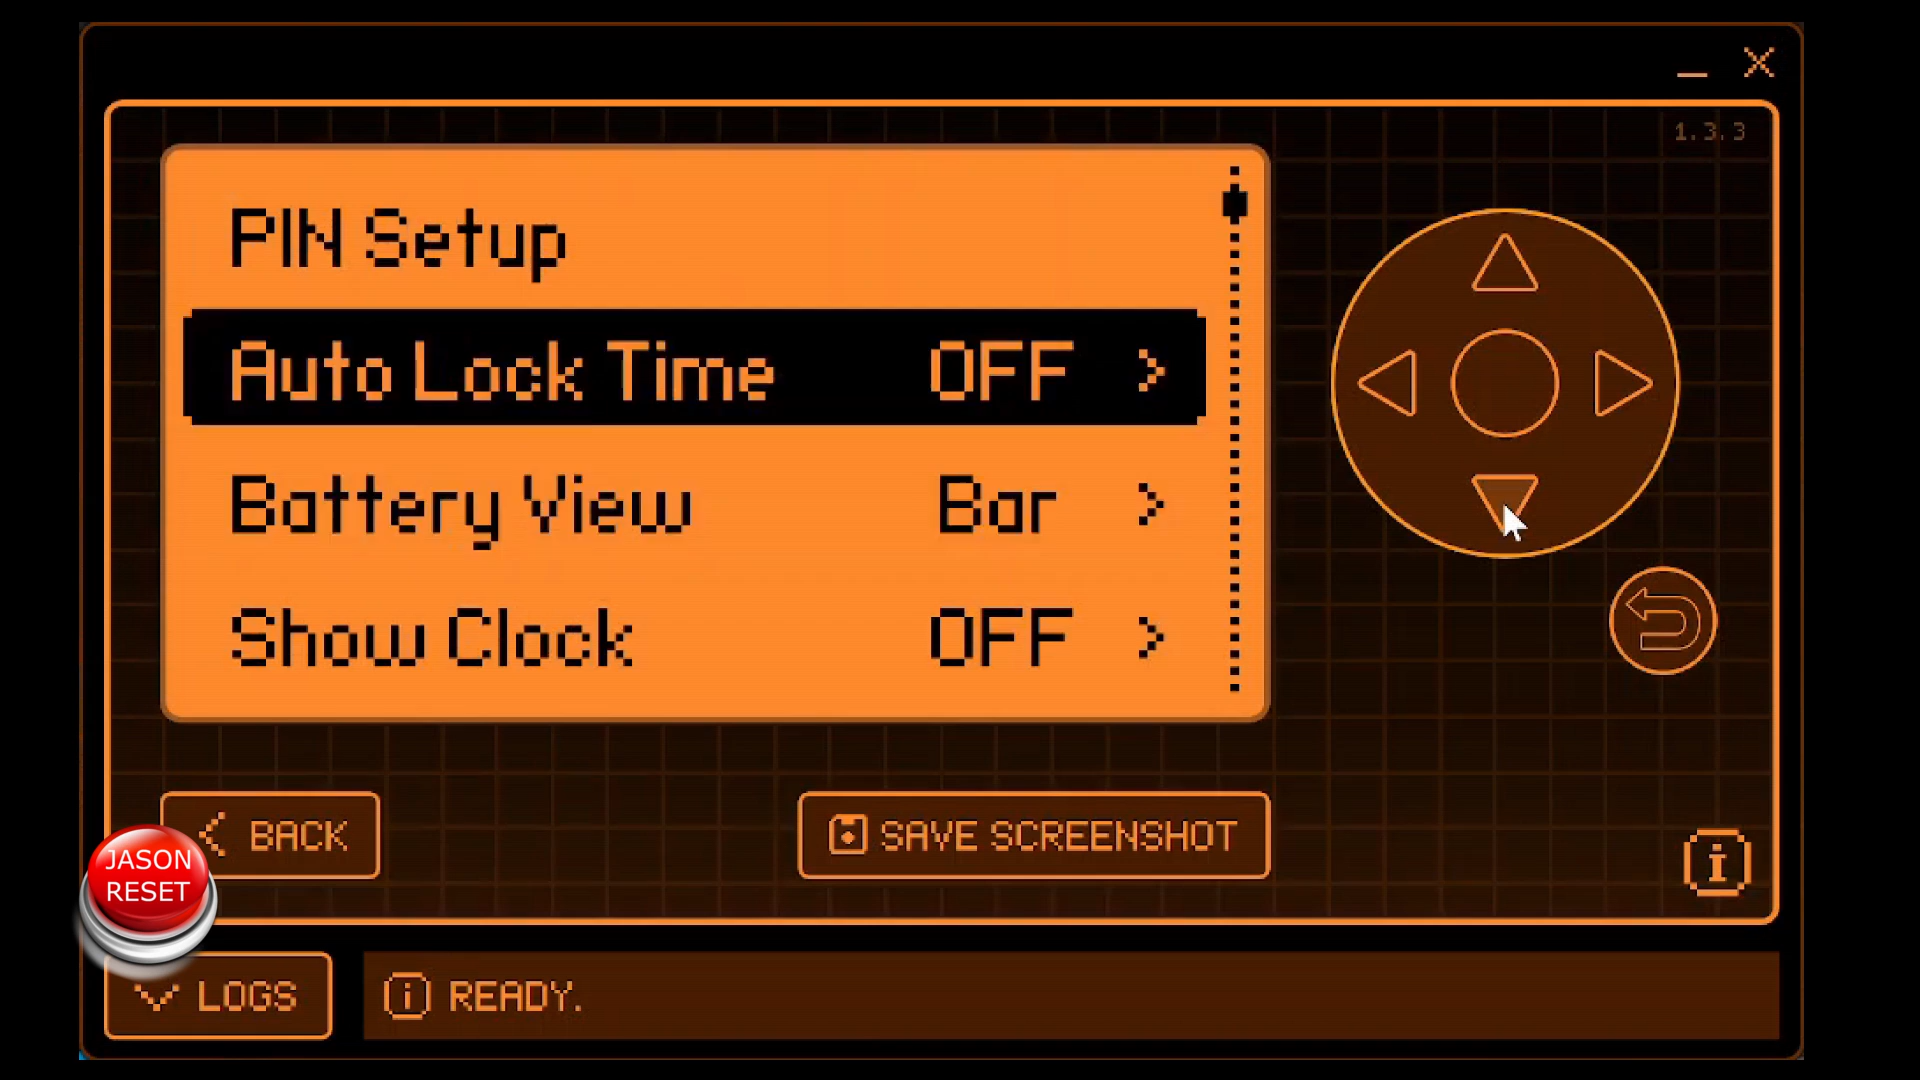 1.3.3
PIN Setup
Auto Lock Time OFF >
Battery View Bar >
Show Clock OFF >
BACK
SAVE SCREENSHOT
JASON
RESET
LOGS
READY.